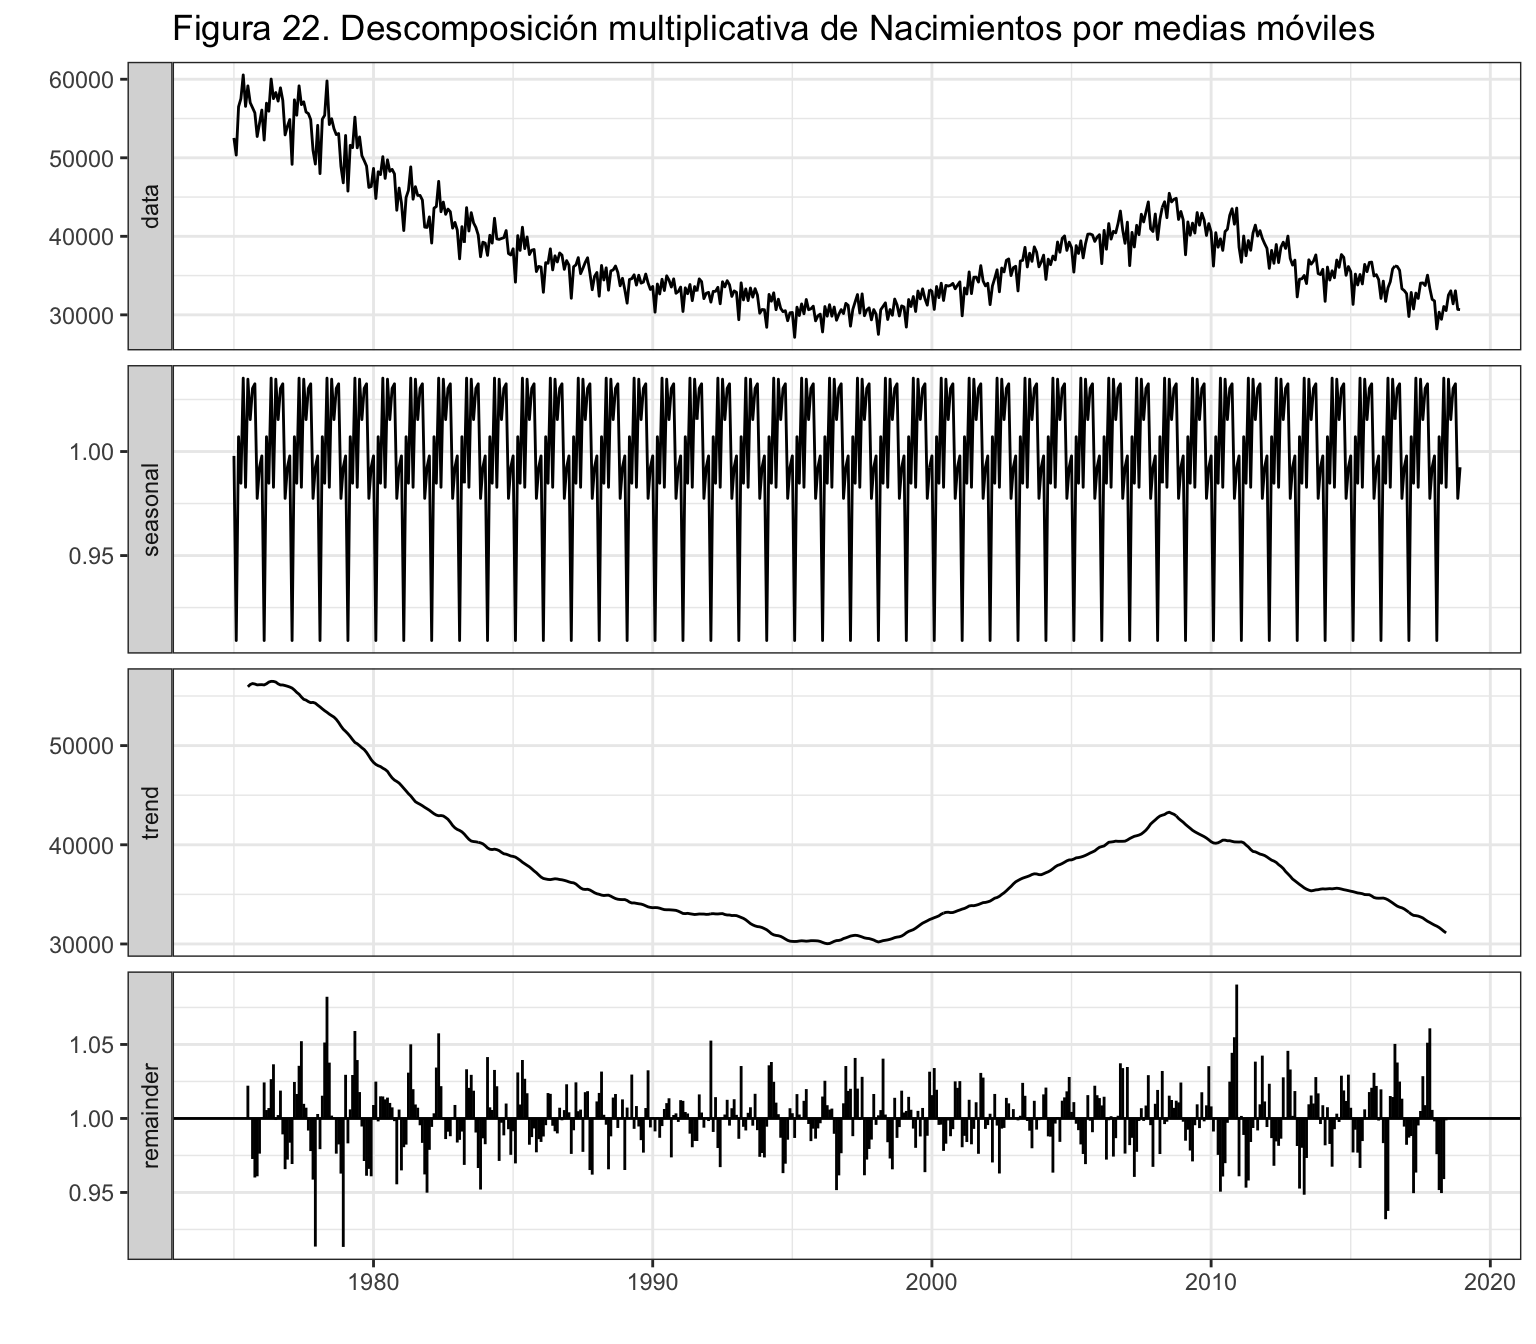 Figura 22. Descomposición multiplicativa de Nacimientos por medias móviles
60000
50000
40000
30000
data
1.00
0.95
seasonal
50000
40000
30000
trend
1.05
1.00
0.95
remainder
1980 1990 2000 2010 2020